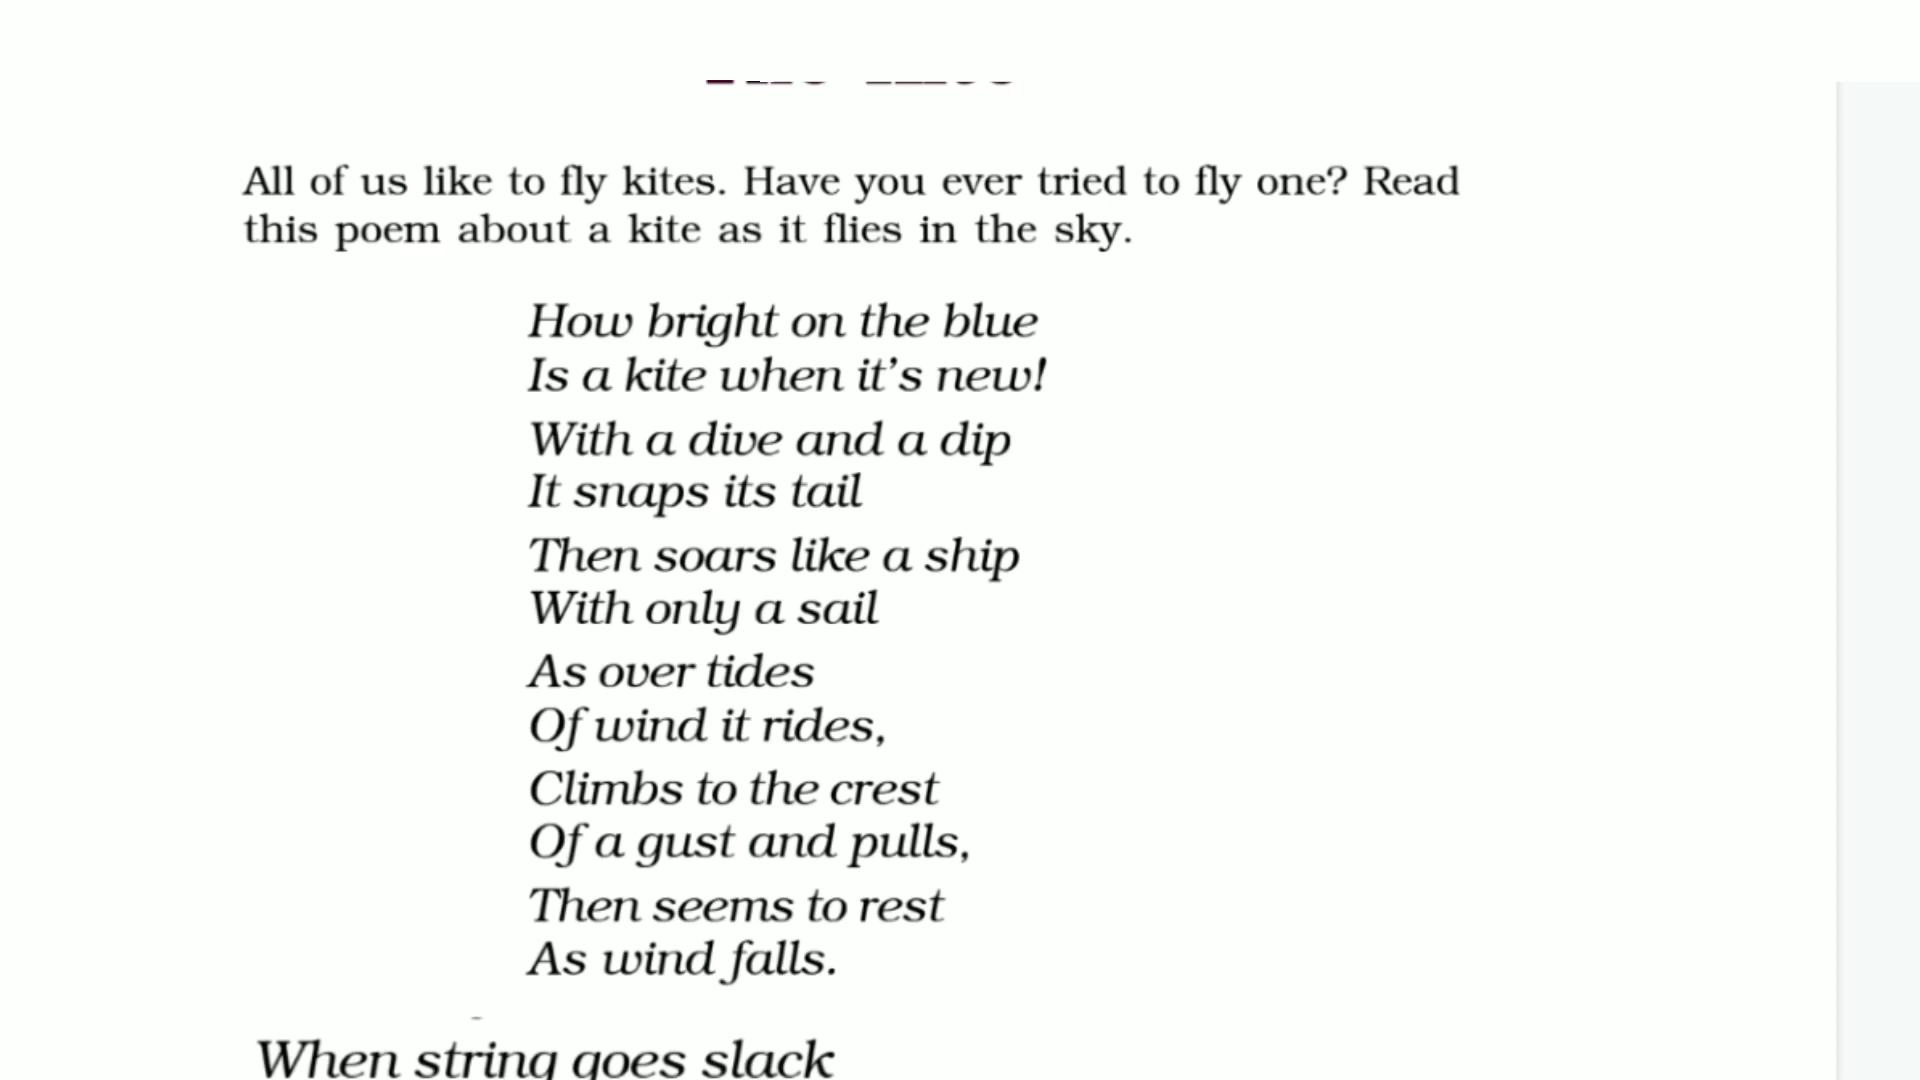 All of us like to fly kites. Have you ever tried to fly one? Read
this poem about a kite as it flies in the sky.
How bright on the blue
Is a kite when it's new!
With a dive and a dip
It snaps its tail
Then soars like a ship
With only a sail
As over tides
Of wind it rides,
Climbs to the crest
Of a gust and pulls,
Then seems to rest
As wind falls.
When string goes slack